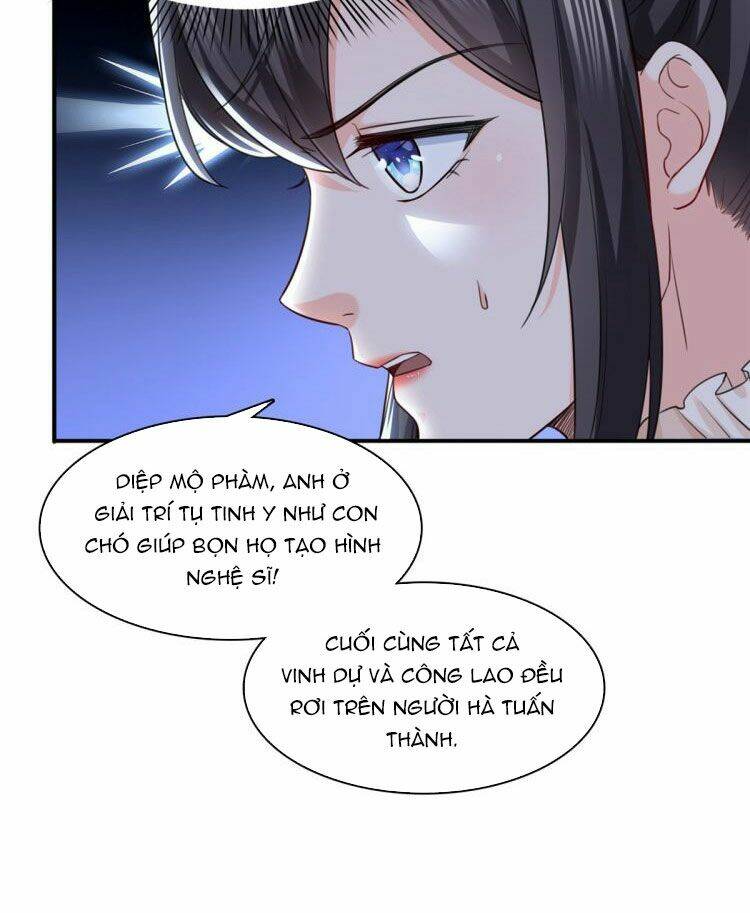 DIỆP MỘ PHÀM, ANH Ở
GIẢI TRÍ TỤ TINH Y NHƯ CON
CHÓ GIÚP BỌN HỌ TẠO HÌNH
NGHỆ SĨ!
CUỐI CÙNG TẤT CẢ
VINH DỰ VÀ CÔNG LAO ĐỀU
RƠI TRÊN NGƯỜI HÀ TUẤN
THÀNH.